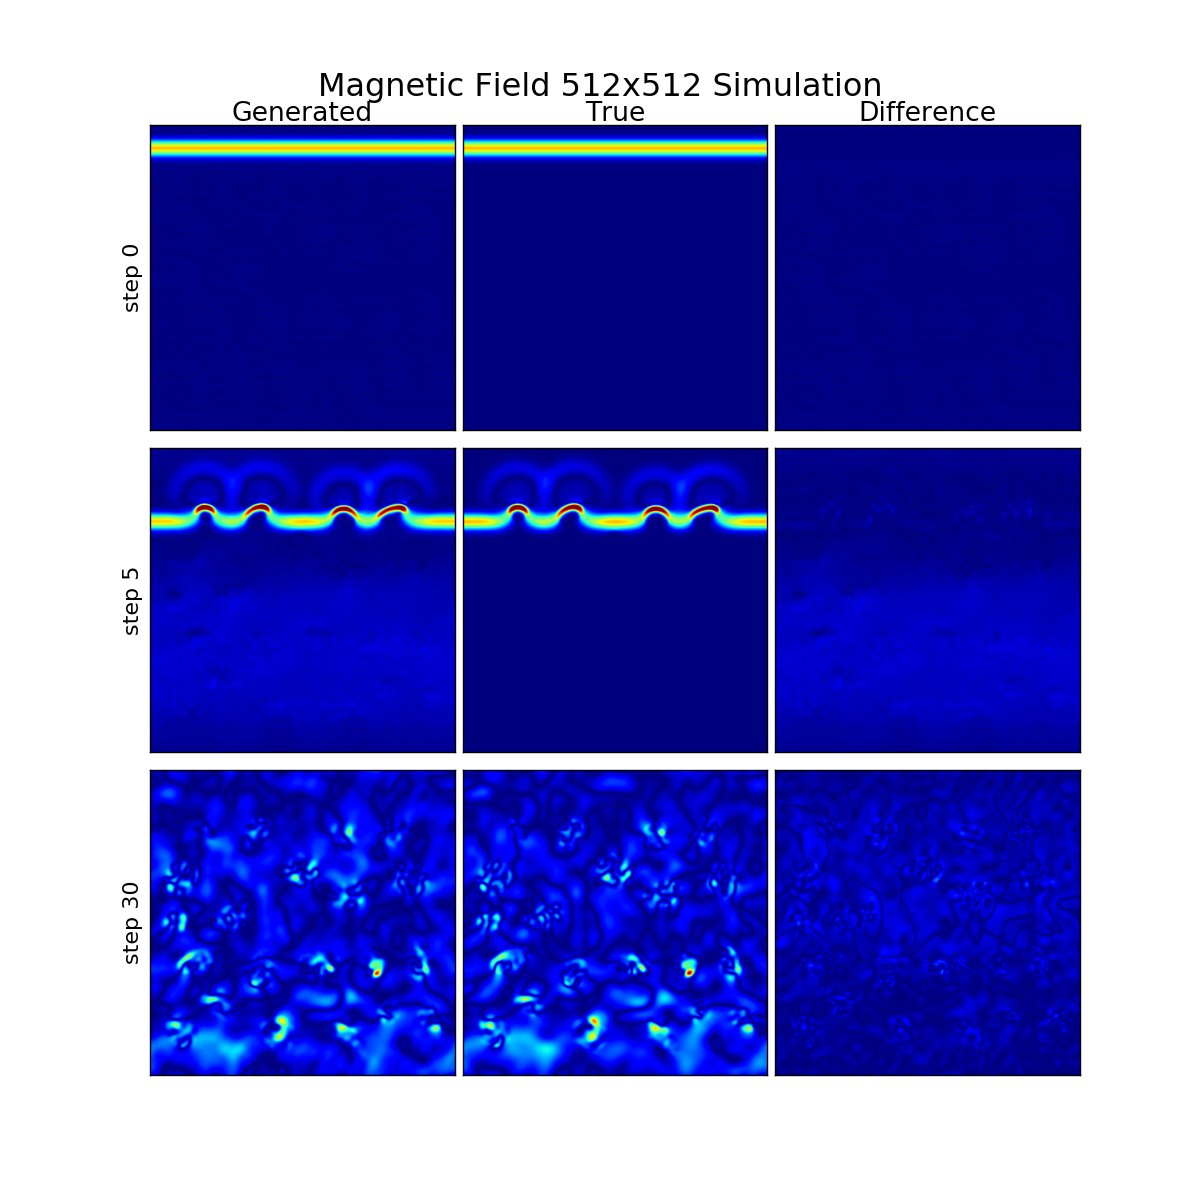 Magnetic Field 512x512 Simulation
Generated True Difference
step 0
step 5
step 30